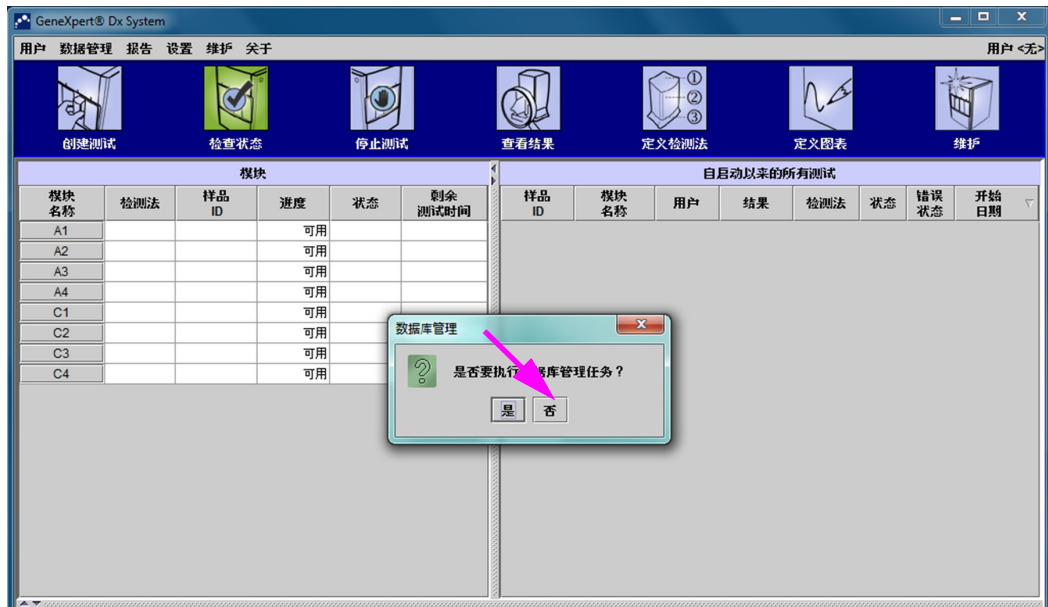 GeneXpert® Dx System
用户 数据管理 报告 设置 维护 关于 用户 <无>
创建测试 检查状态 停止测试 查看结果 定义检测法 定义图表 维护
① ② ③
模块 自启动以来的所有测试
模块名称 检测法 样品ID 进度 状态 剩余测试时间 样品ID 模块名称 用户 结果 检测法 状态 错误状态 开始日期
A1 可用
A2 可用
A3 可用
A4 可用
C1 可用
C2 可用
C3 可用
C4 可用
数据库管理
是否要执行 据库管理任务？
是 否